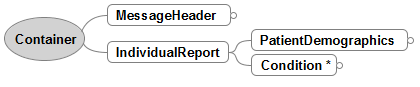 MessageHeader
Container
IndividualReport
PatientDemographics
Condition *